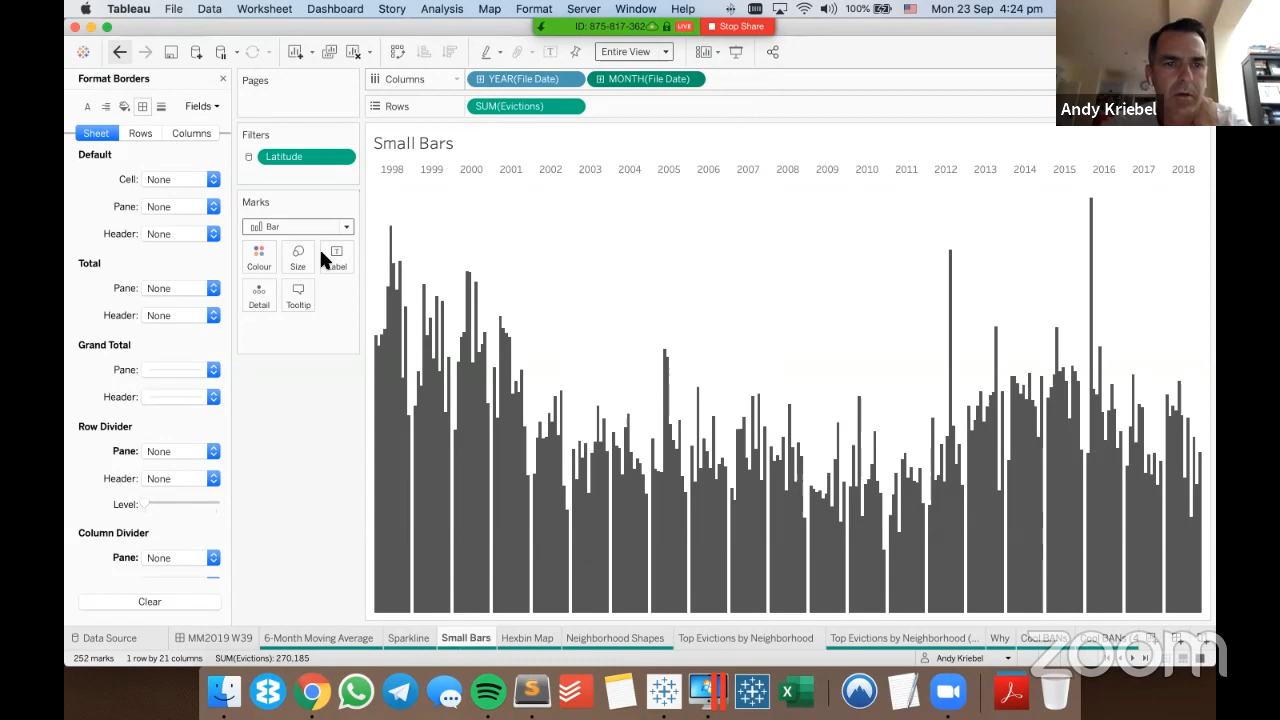 Tableau File Data Worksheet Dashboard Story Analysis Map Format Server Window Help 100% Mon 23 Sep 4:24 pm
ID: 875-817-362 LIVE Stop Share
Entire View
Format Borders
Fields
Sheet Rows Columns
Default
Cell: None
Pane: None
Header: None
Total
Pane: None
Header: None
Grand Total
Pane:
Header:
Row Divider
Pane: None
Header: None
Level:
Column Divider
Pane: None
Clear
Pages
Filters
Latitude
Marks
Bar
Colour Size Label
Detail Tooltip
Columns YEAR(File Date) MONTH(File Date)
Rows SUM(Evictions)
Andy Kriebel
Small Bars
1998 1999 2000 2001 2002 2003 2004 2005 2006 2007 2008 2009 2010 2011 2012 2013 2014 2015 2016 2017 2018
Data Source MM2019 W39 6-Month Moving Average Sparkline Small Bars Hexbin Map Neighborhood Shapes Top Evictions by Neighborhood Top Evictions by Neighborhood (... Why Cool BANs Cool BANs (4
252 marks 1 row by 21 columns SUM(Evictions): 270,185 Andy Kriebel
zoom